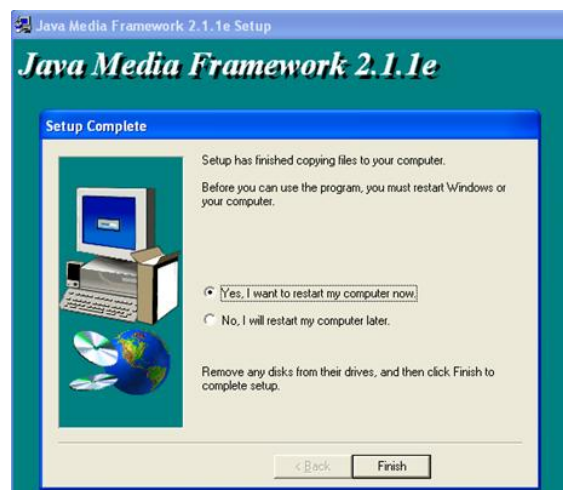 Java Media Framework 2.1.1e Setup
Java Media Framework 2.1.1e
Setup Complete
Setup has finished copying files to your computer.
Before you can use the program, you must restart Windows or
your computer.
Yes, I want to restart my computer now.
No, I will restart my computer later.
Remove any disks from their drives, and then click Finish to
complete setup.
< Back
Finish